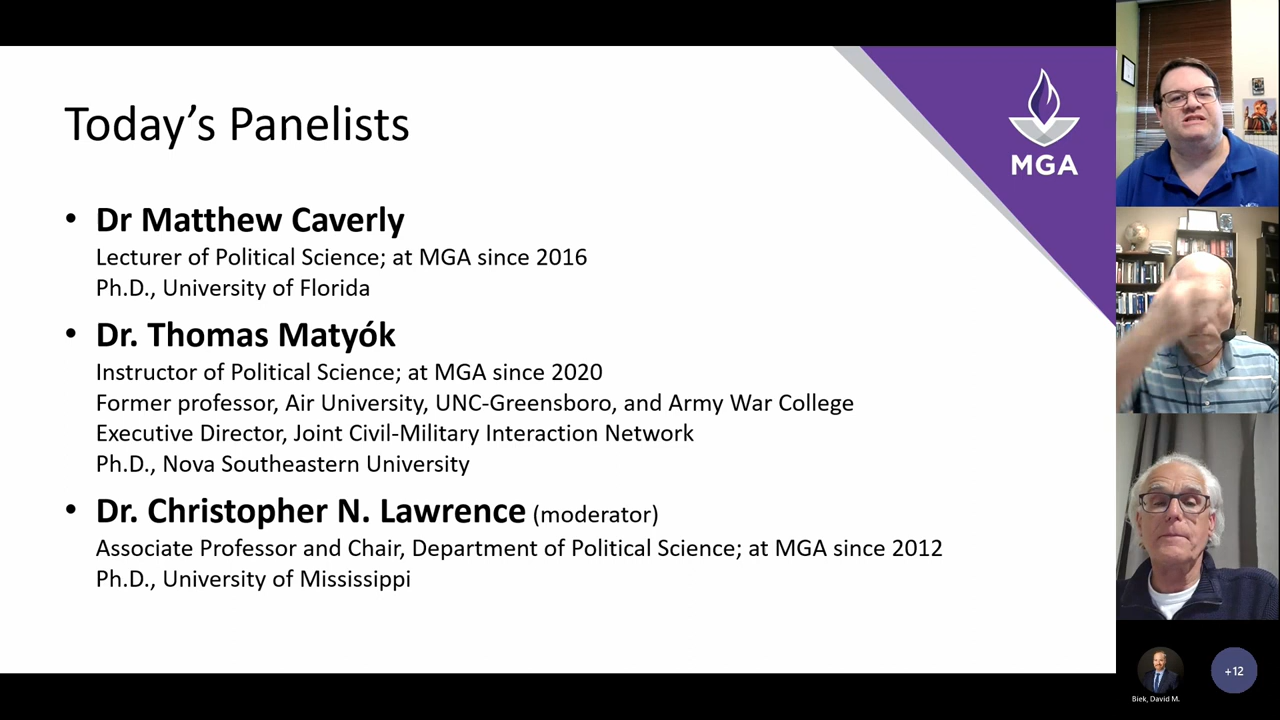 Today's Panelists
MGA
• Dr Matthew Caverly
Lecturer of Political Science; at MGA since 2016
Ph.D., University of Florida
• Dr. Thomas Matyók
Instructor of Political Science; at MGA since 2020
Former professor, Air University, UNC-Greensboro, and Army War College
Executive Director, Joint Civil-Military Interaction Network
Ph.D., Nova Southeastern University
• Dr. Christopher N. Lawrence (moderator)
Associate Professor and Chair, Department of Political Science; at MGA since 2012
Ph.D., University of Mississippi
Biek, David M.
+12